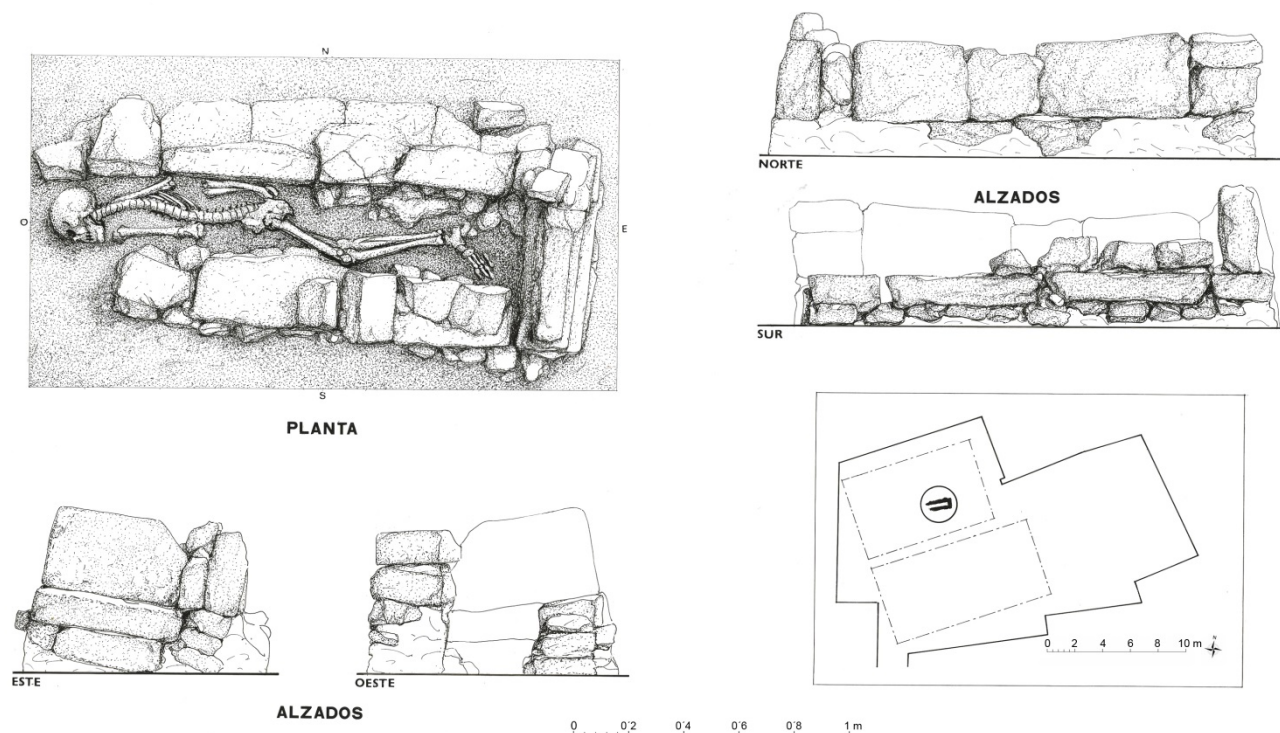 N
O
E
S
PLANTA
NORTE
ALZADOS
SUR
ESTE
OESTE
ALZADOS
0 2 4 6 8 10 m
N
0 0'2 0'4 0'6 0'8 1 m